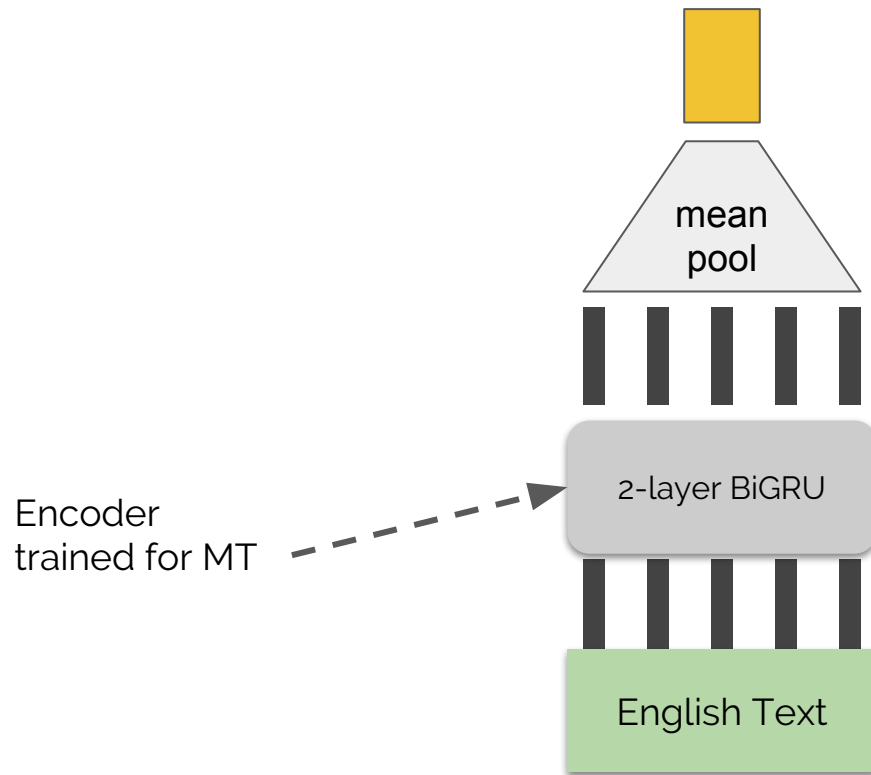 mean
pool
2-layer BiGRU
Encoder
trained for MT
English Text